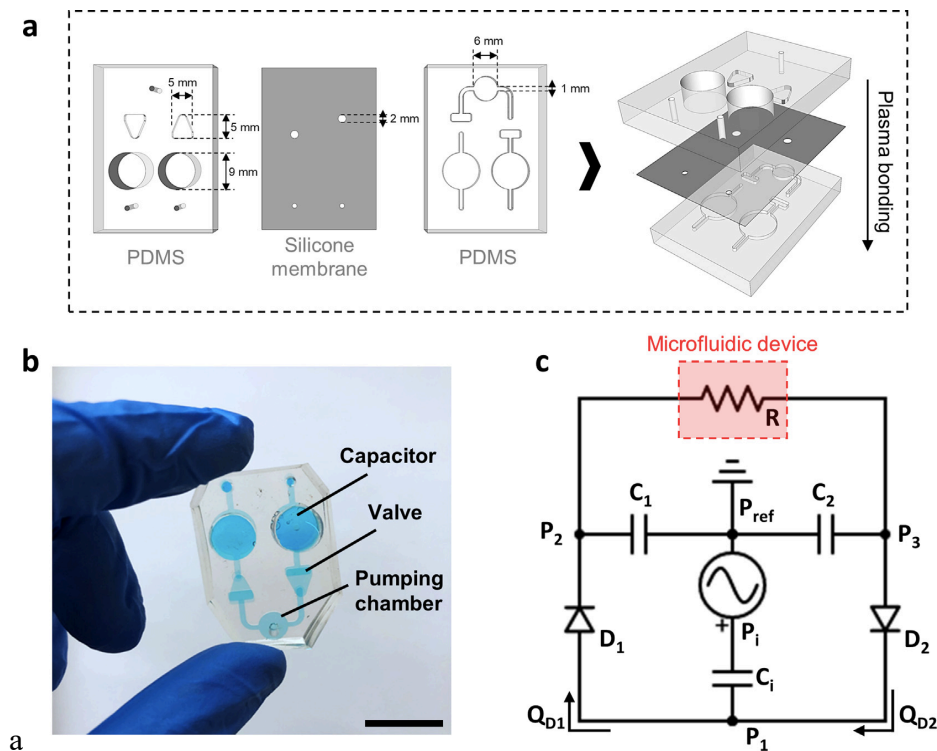 a
6 mm
5 mm
1 mm
5 mm
2 mm
9 mm
PDMS
Silicone
membrane
PDMS
Plasma bonding
b
Capacitor
Valve
Pumping
chamber
c
Microfluidic device
R
C1
Pref
C2
P2
P3
D1
Pi
D2
Ci
QD1
P1
QD2
a